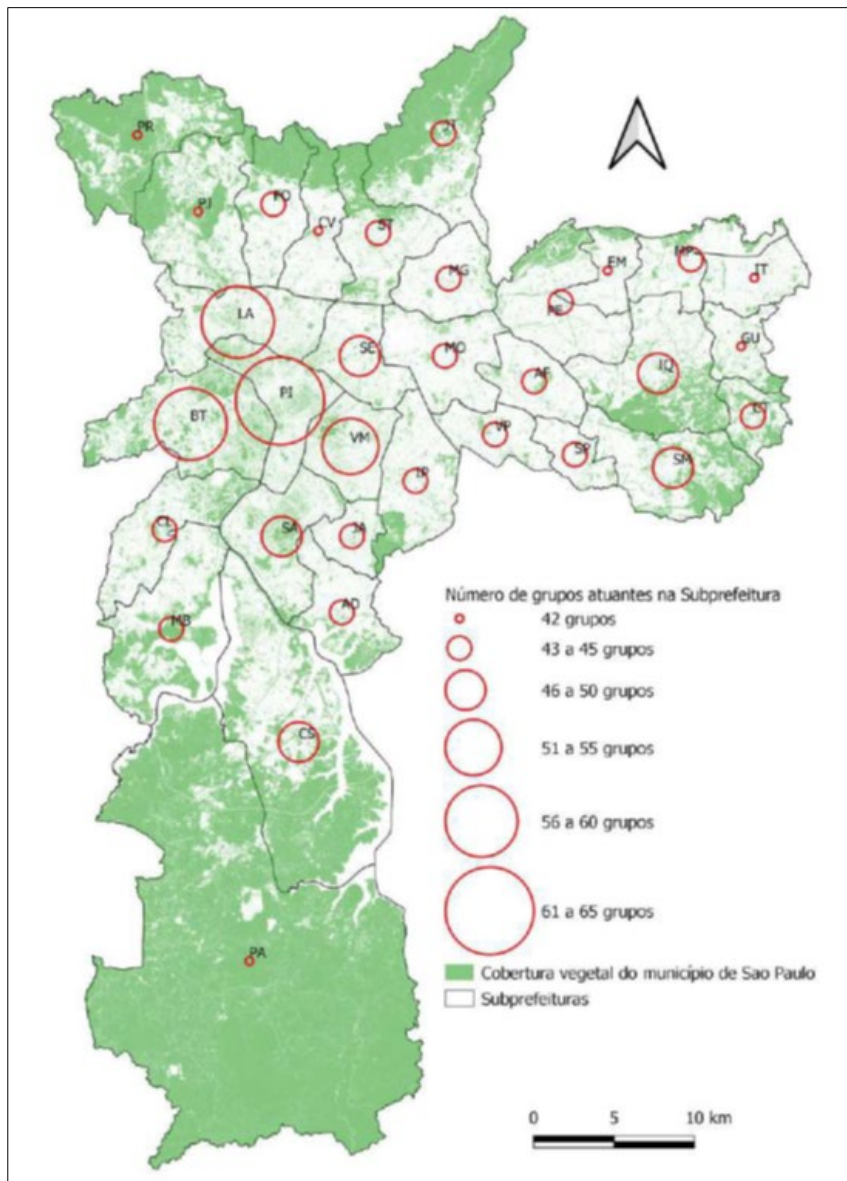 JT
PR
FO
PJ
CV
ST
MP
EM
IT
MG
PE
LA
GU
SE
MO
IQ
AF
PI
BT
CT
VM
VP
SP
SM
IP
CL
SA
JA
AD
MB
CS
PA
Número de grupos atuantes na Subprefeitura
42 grupos
43 a 45 grupos
46 a 50 grupos
51 a 55 grupos
56 a 60 grupos
61 a 65 grupos
Cobertura vegetal do município de Sao Paulo
Subprefeituras
0 5 10 km